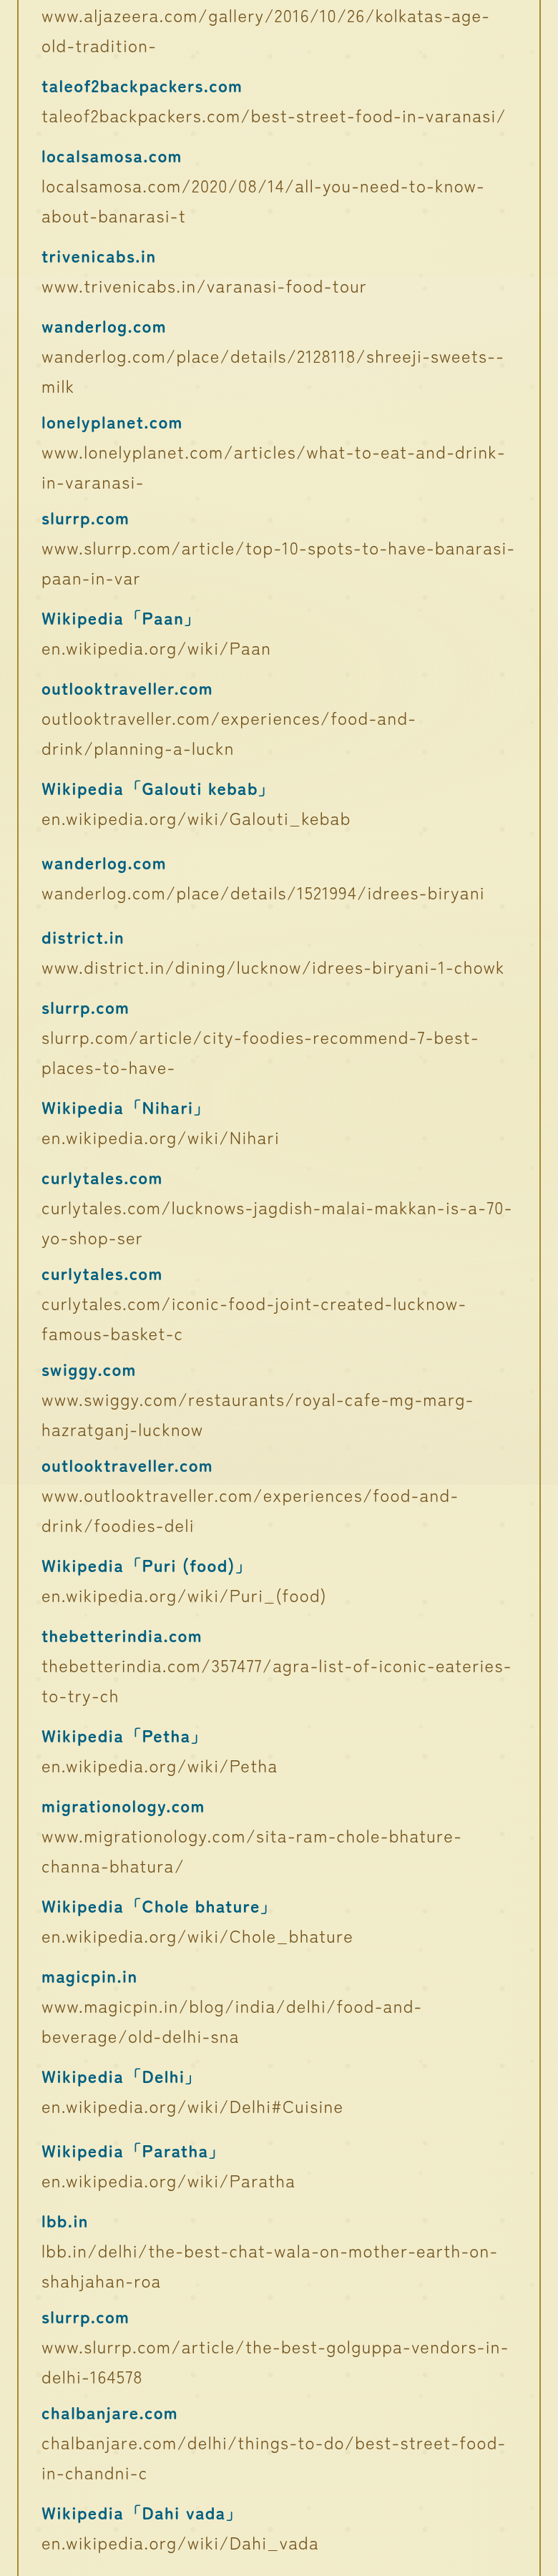 www.aljazeera.com/gallery/2016/10/26/kolkatas-age-
old-tradition-
taleof2backpackers.com
taleof2backpackers.com/best-street-food-in-varanasi/
localsamosa.com
localsamosa.com/2020/08/14/all-you-need-to-know-
about-banarasi-t
trivenicabs.in
www.trivenicabs.in/varanasi-food-tour
wanderlog.com
wanderlog.com/place/details/2128118/shreeji-sweets--
milk
lonelyplanet.com
www.lonelyplanet.com/articles/what-to-eat-and-drink-
in-varanasi-
slurrp.com
www.slurrp.com/article/top-10-spots-to-have-banarasi-
paan-in-var
Wikipedia「Paan」
en.wikipedia.org/wiki/Paan
outlooktraveller.com
outlooktraveller.com/experiences/food-and-
drink/planning-a-luckn
Wikipedia「Galouti kebab」
en.wikipedia.org/wiki/Galouti_kebab
wanderlog.com
wanderlog.com/place/details/1521994/idrees-biryani
district.in
www.district.in/dining/lucknow/idrees-biryani-1-chowk
slurrp.com
slurrp.com/article/city-foodies-recommend-7-best-
places-to-have-
Wikipedia「Nihari」
en.wikipedia.org/wiki/Nihari
curlytales.com
curlytales.com/lucknows-jagdish-malai-makkan-is-a-70-
yo-shop-ser
curlytales.com
curlytales.com/iconic-food-joint-created-lucknow-
famous-basket-c
swiggy.com
www.swiggy.com/restaurants/royal-cafe-mg-marg-
hazratganj-lucknow
outlooktraveller.com
www.outlooktraveller.com/experiences/food-and-
drink/foodies-deli
Wikipedia「Puri (food)」
en.wikipedia.org/wiki/Puri_(food)
thebetterindia.com
thebetterindia.com/357477/agra-list-of-iconic-eateries-
to-try-ch
Wikipedia「Petha」
en.wikipedia.org/wiki/Petha
migrationology.com
www.migrationology.com/sita-ram-chole-bhature-
channa-bhatura/
Wikipedia「Chole bhature」
en.wikipedia.org/wiki/Chole_bhature
magicpin.in
www.magicpin.in/blog/india/delhi/food-and-
beverage/old-delhi-sna
Wikipedia「Delhi」
en.wikipedia.org/wiki/Delhi#Cuisine
Wikipedia「Paratha」
en.wikipedia.org/wiki/Paratha
lbb.in
lbb.in/delhi/the-best-chat-wala-on-mother-earth-on-
shahjahan-roa
slurrp.com
www.slurrp.com/article/the-best-golguppa-vendors-in-
delhi-164578
chalbanjare.com
chalbanjare.com/delhi/things-to-do/best-street-food-
in-chandni-c
Wikipedia「Dahi vada」
en.wikipedia.org/wiki/Dahi_vada